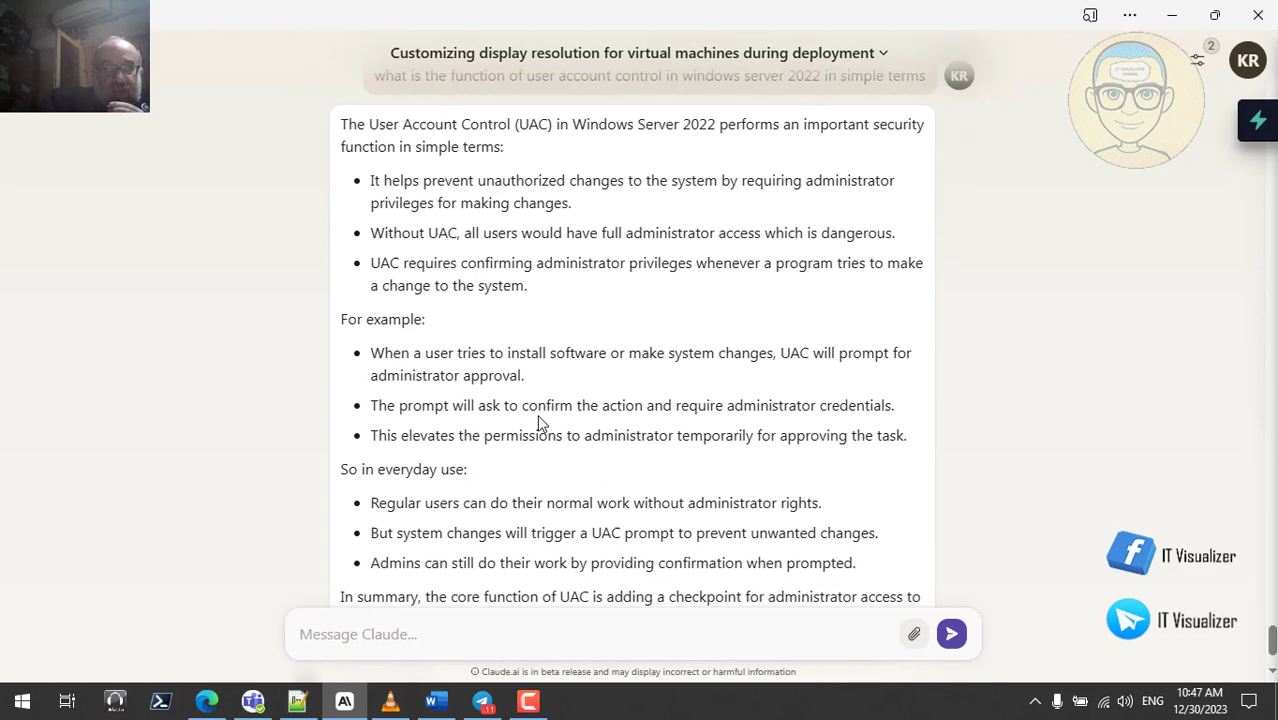 Customizing display resolution for virtual machines during deployment
what is the function of user account control in windows server 2022 in simple terms
KR
2
KR
IT VISUALIZER
CHANNEL
The User Account Control (UAC) in Windows Server 2022 performs an important security
function in simple terms:
• It helps prevent unauthorized changes to the system by requiring administrator
privileges for making changes.
• Without UAC, all users would have full administrator access which is dangerous.
• UAC requires confirming administrator privileges whenever a program tries to make
a change to the system.
For example:
• When a user tries to install software or make system changes, UAC will prompt for
administrator approval.
• The prompt will ask to confirm the action and require administrator credentials.
• This elevates the permissions to administrator temporarily for approving the task.
So in everyday use:
• Regular users can do their normal work without administrator rights.
• But system changes will trigger a UAC prompt to prevent unwanted changes.
• Admins can still do their work by providing confirmation when prompted.
In summary, the core function of UAC is adding a checkpoint for administrator access to
IT Visualizer
IT Visualizer
Message Claude...
Claude.ai is in beta release and may display incorrect or harmful information
AI
W
11
ENG
10:47 AM
12/30/2023